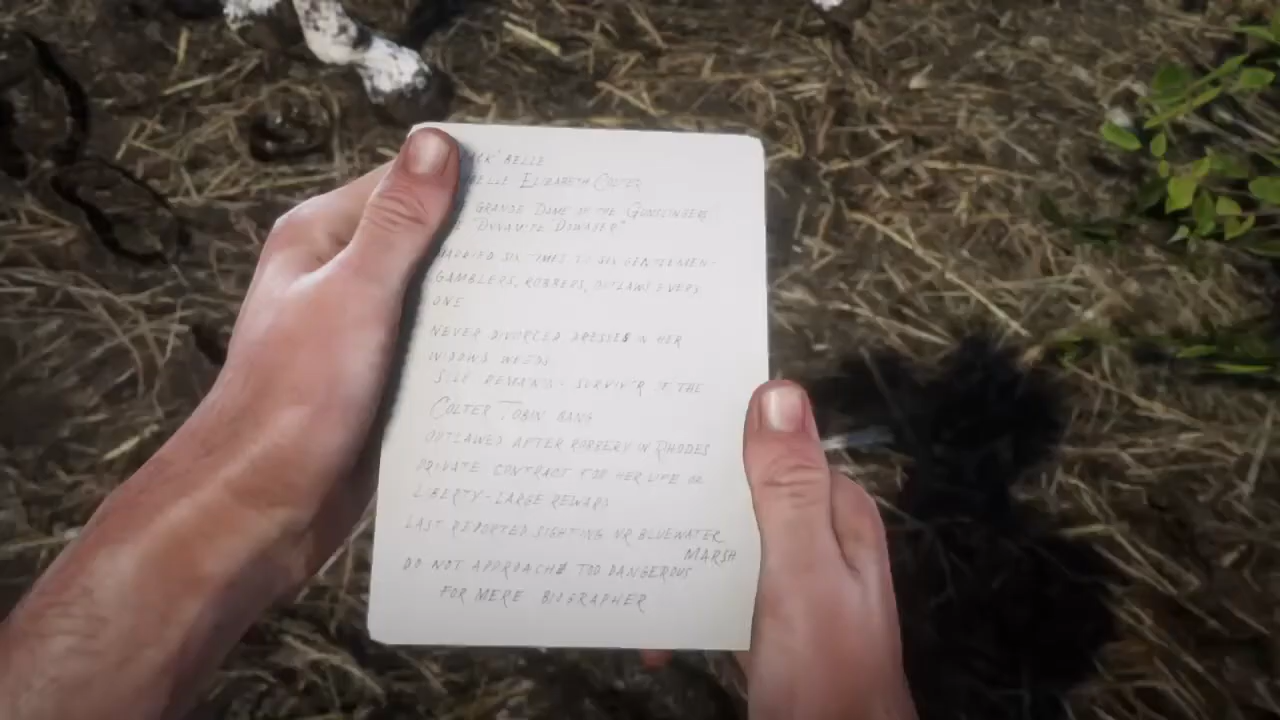 BELLE
ELIZABETH COLTER
GRANDE DAME OF THE GUNSLINGERS
"DYNAMITE DOWAGER"
MARRIED SIX TIMES TO SIX GENTLEMEN-
GAMBLERS, ROBBERS, OUTLAWS EVERY
ONE
NEVER DIVORCED DRESSES IN HER
WIDOWS WEEDS
SOLE REMAINING SURVIVOR OF THE
COLTER TOBIN GANG
OUTLAWED AFTER ROBBERY IN RHODES
PRIVATE CONTRACT FOR HER LIFE OR
LIBERTY-LARGE REWARD
LAST REPORTED SIGHTING NR BLUEWATER
MARSH
DO NOT APPROACH TOO DANGEROUS
FOR MERE BIOGRAPHER